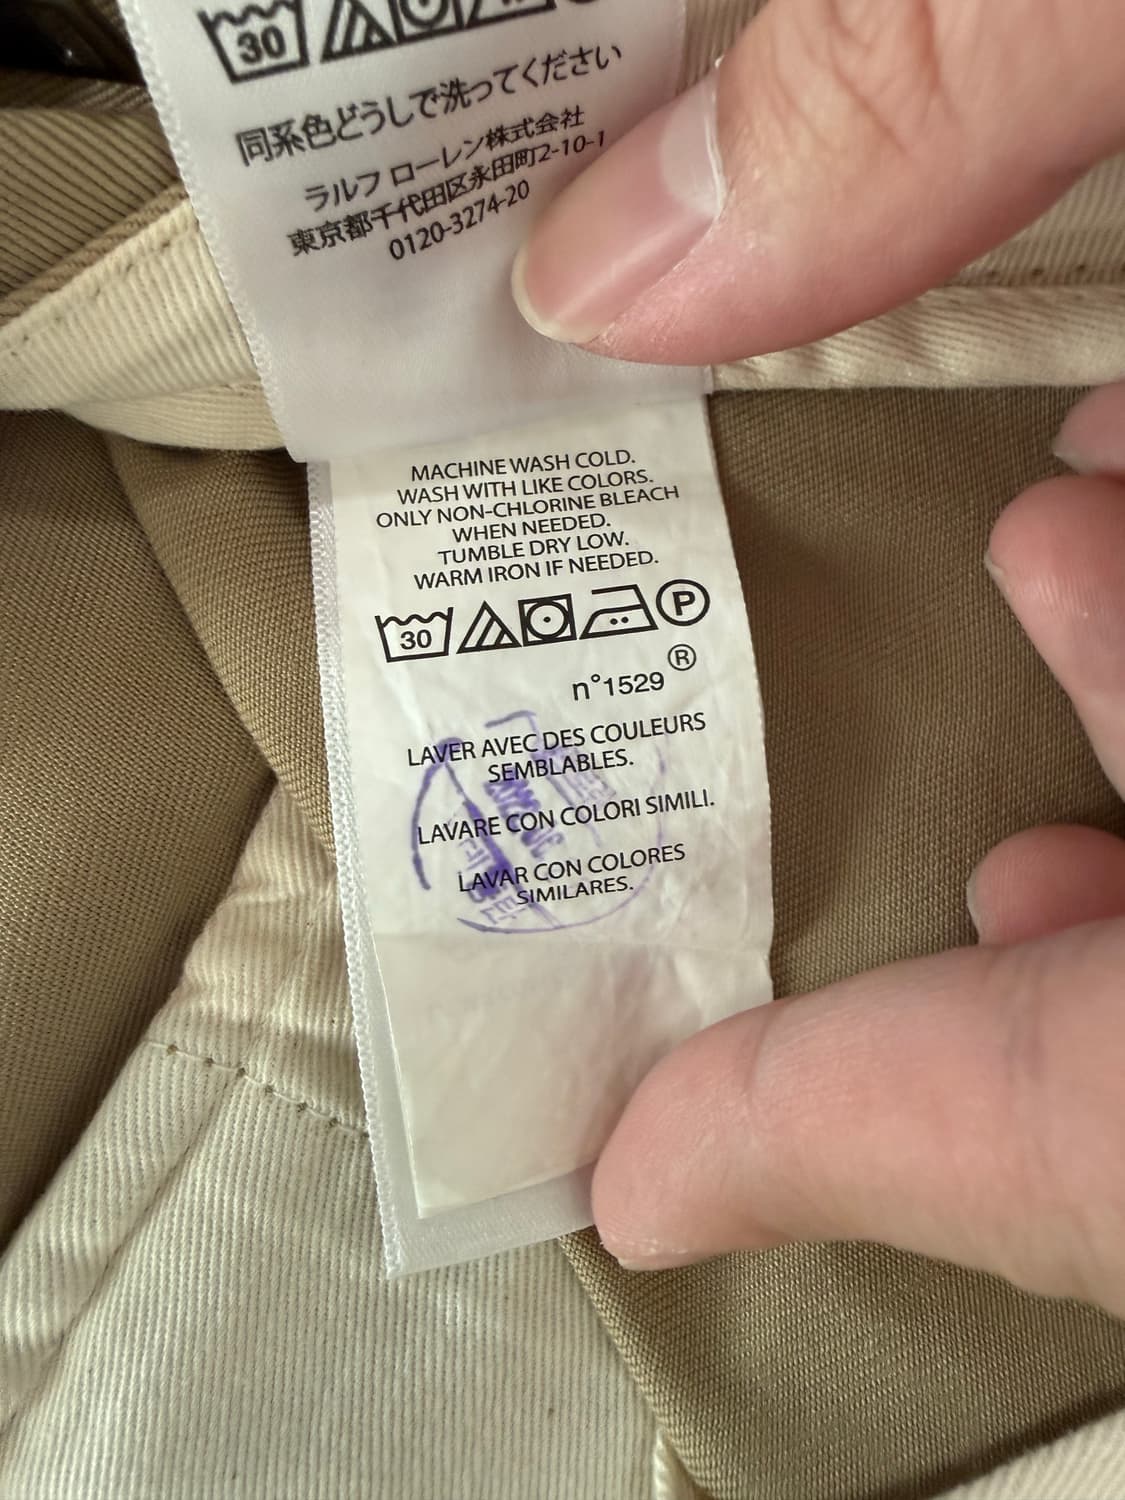 30
同系色どうしで洗ってください
ラルフ ローレン株式会社
東京都千代田区永田町2-10-1
0120-3274-20
MACHINE WASH COLD.
WASH WITH LIKE COLORS.
ONLY NON-CHLORINE BLEACH
WHEN NEEDED.
TUMBLE DRY LOW.
WARM IRON IF NEEDED.
30 P
n°1529 ®
LAVER AVEC DES COULEURS
SEMBLABLES.
LAVARE CON COLORI SIMILI.
LAVAR CON COLORES
SIMILARES.